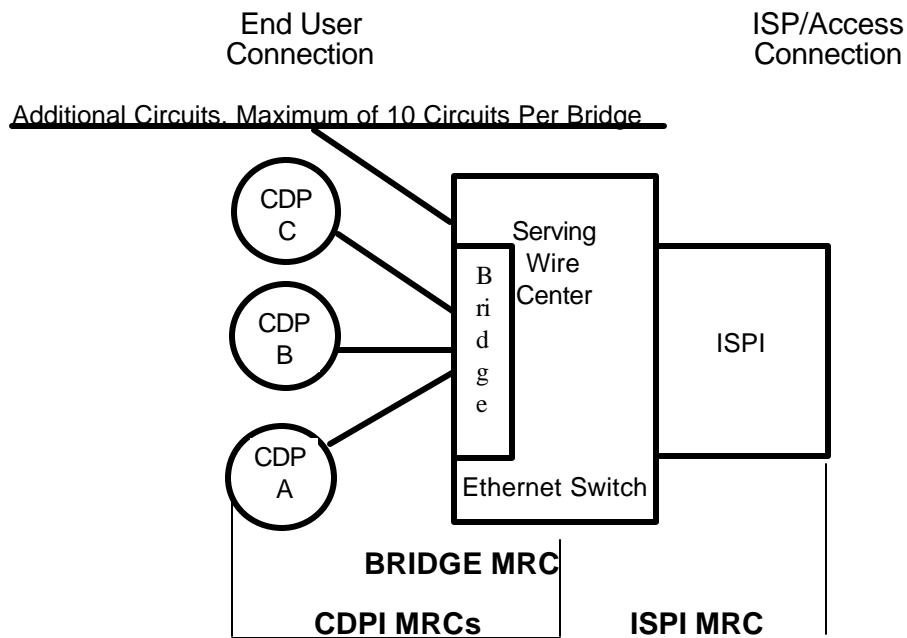 End User
Connection
ISP/Access
Connection
Additional Circuits. Maximum of 10 Circuits Per Bridge
CDP
C
CDP
B
CDP
A
B
ri
d
g
e
Serving
Wire
Center
Ethernet Switch
ISPI
BRIDGE MRC
CDPI MRCs
ISPI MRC